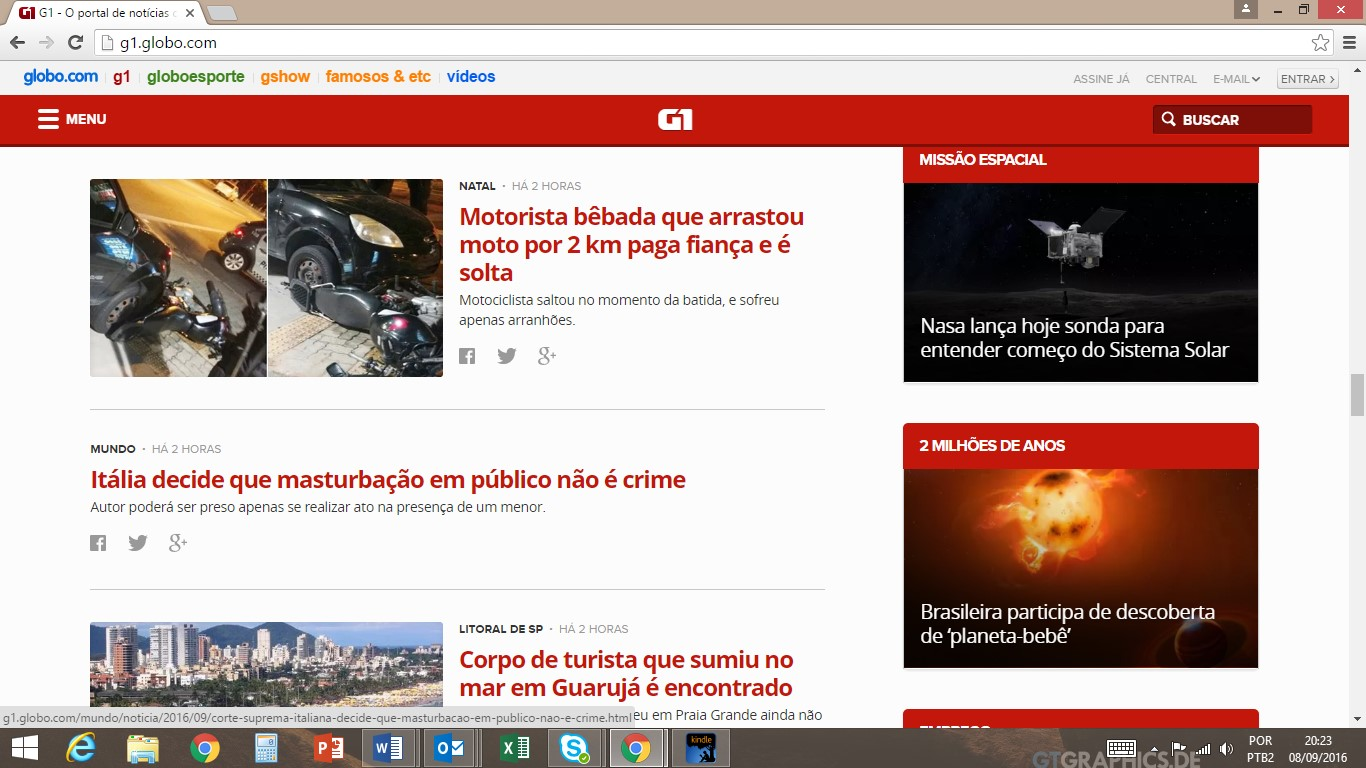 G1 - O portal de notícias d
g1.globo.com
globo.com g1 globoesporte gshow famosos & etc vídeos
ASSINE JÁ CENTRAL E-MAIL ENTRAR
MENU
G1
BUSCAR
NATAL - HÁ 2 HORAS
Motorista bêbada que arrastou
moto por 2 km paga fiança e é
solta
Motociclista saltou no momento da batida, e sofreu
apenas arranhões.
MUNDO - HÁ 2 HORAS
Itália decide que masturbação em público não é crime
Autor poderá ser preso apenas se realizar ato na presença de um menor.
LITORAL DE SP - HÁ 2 HORAS
Corpo de turista que sumiu no
mar em Guarujá é encontrado
eu em Praia Grande ainda não
MISSÃO ESPACIAL
Nasa lança hoje sonda para
entender começo do Sistema Solar
2 MILHÕES DE ANOS
Brasileira participa de descoberta
de ‘planeta-bebê’
g1.globo.com/mundo/noticia/2016/09/corte-suprema-italiana-decide-que-masturbacao-em-publico-nao-e-crime.html
kindle
GTGRAPHICS.DE
POR
PTB2
20:23
08/09/2016